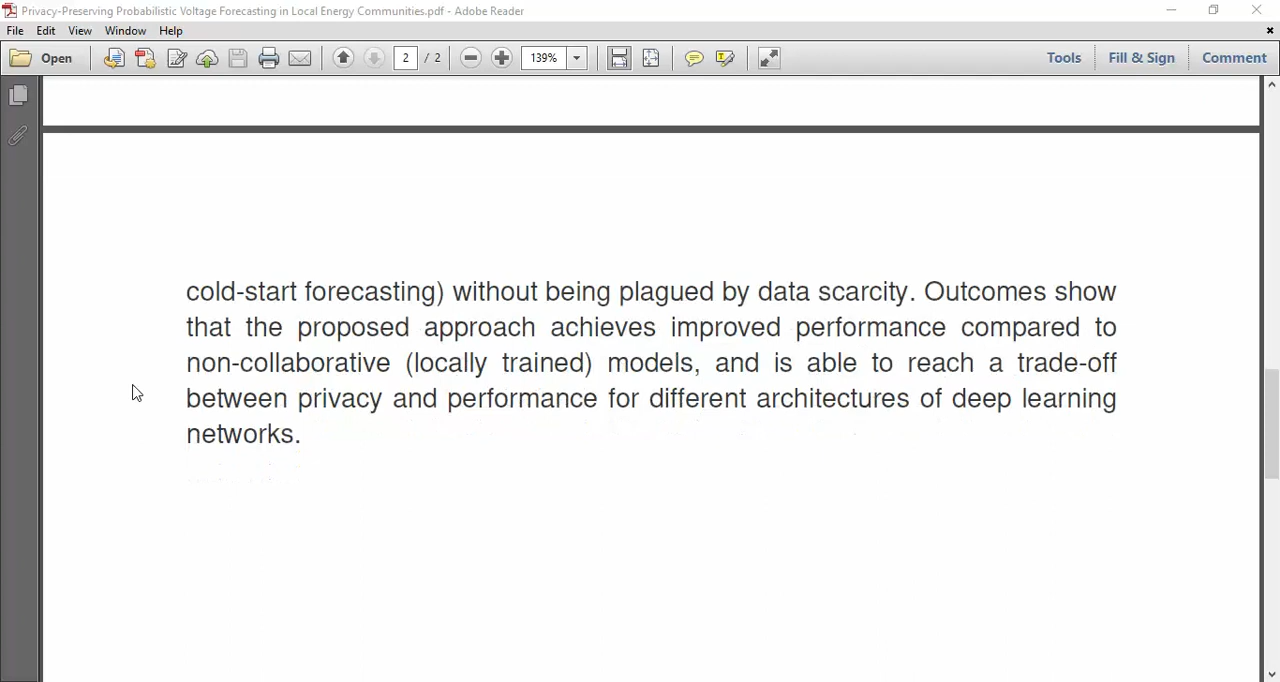 Privacy-Preserving Probabilistic Voltage Forecasting in Local Energy Communities.pdf - Adobe Reader
File Edit View Window Help
Open 2 / 2 139% Tools Fill & Sign Comment
cold-start forecasting) without being plagued by data scarcity. Outcomes show
that the proposed approach achieves improved performance compared to
non-collaborative (locally trained) models, and is able to reach a trade-off
between privacy and performance for different architectures of deep learning
networks.